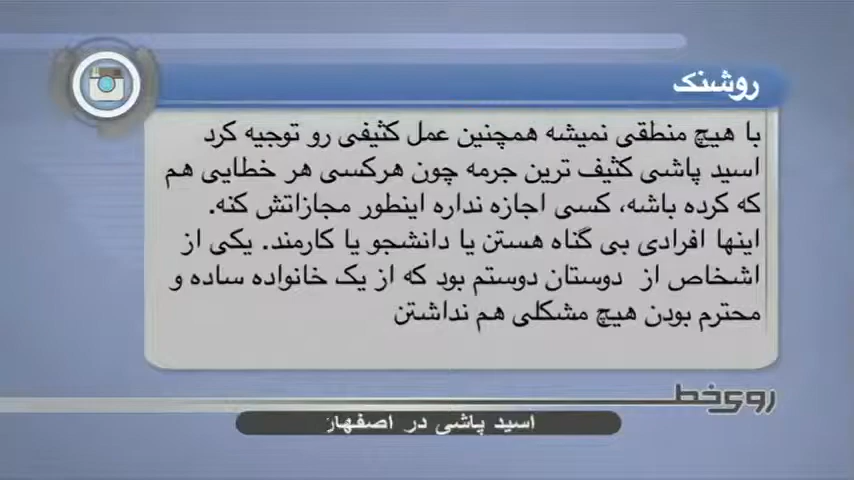 روشنک
با هیچ منطقی نمیشه همچنین عمل کثیفی رو توجیه کرد
اسید پاشی کثیف ترین جرمه چون هرکسی هر خطایی هم
که کرده باشه، کسی اجازه نداره اینطور مجازاتش کنه.
اینها افرادی بی گناه هستن یا دانشجو یا کارمند. یکی از
اشخاص از دوستان دوستم بود که از یک خانواده ساده و
محترم بودن هیچ مشکلی هم نداشتن
روی خط
اسید پاشی در اصفهان